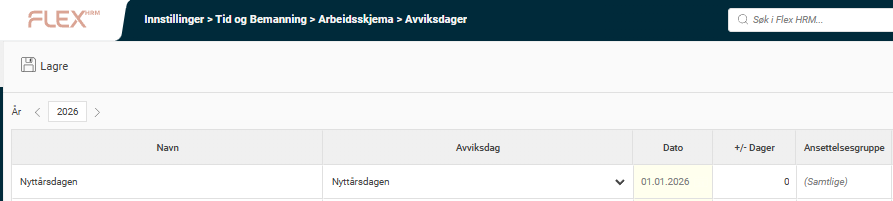 FLEX HRM
Innstillinger > Tid og Bemanning > Arbeidsskjema > Avviksdager
Søk i Flex HRM...
Lagre
År 2026
Navn Avviksdag Dato +/- Dager Ansettelsesgruppe
Nyttårsdagen Nyttårsdagen 01.01.2026 0 (Samtlige)